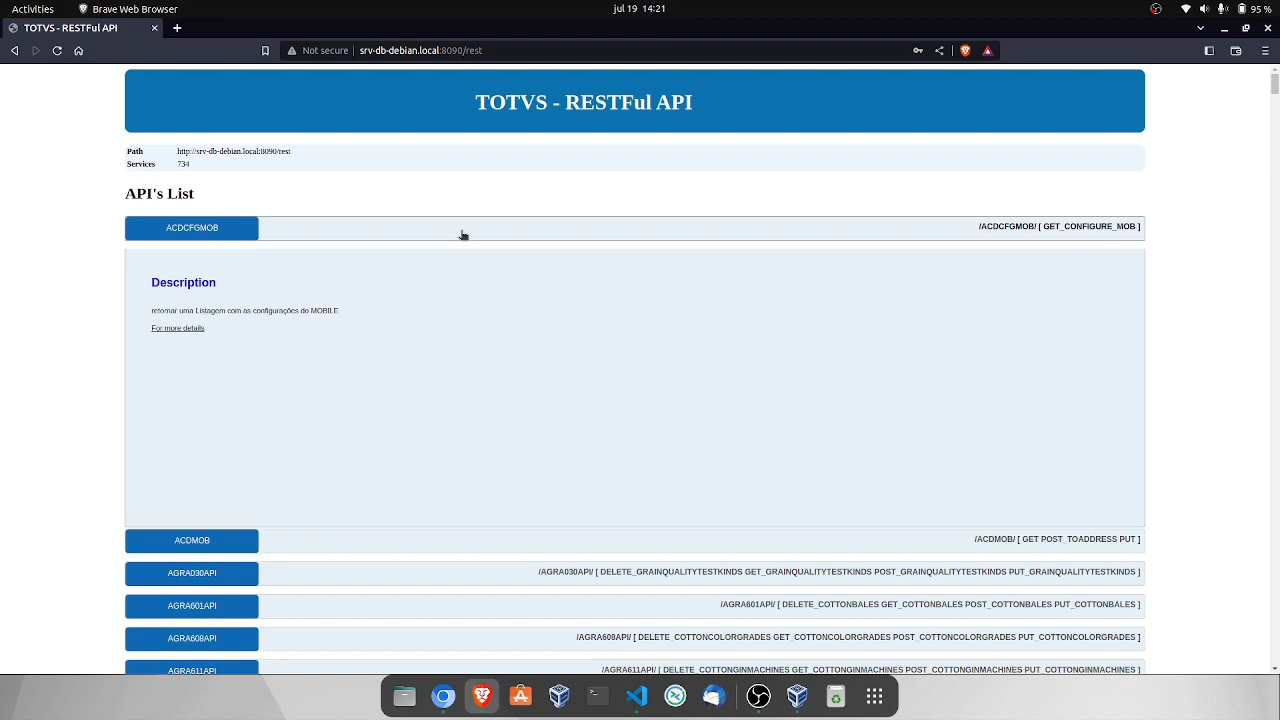 Activities Brave Web Browser jul 19 14:21 95 %
TOTVS - RESTFul API
Not secure srv-db-debian.local:8090/rest
TOTVS - RESTFul API
Path http://srv-db-debian.local:8090/rest
Services 734
API's List
ACDCFGMOB /ACDCFGMOB/ [ GET_CONFIGURE_MOB ]
Description
retornar uma Listagem com as configurações do MOBILE
For more details
ACDMOB /ACDMOB/ [ GET POST_TOADDRESS PUT ]
AGRA030API /AGRA030API/ [ DELETE_GRAINQUALITYTESTKINDS GET_GRAINQUALITYTESTKINDS POST_GRAINQUALITYTESTKINDS PUT_GRAINQUALITYTESTKINDS ]
AGRA601API /AGRA601API/ [ DELETE_COTTONBALES GET_COTTONBALES POST_COTTONBALES PUT_COTTONBALES ]
AGRA608API /AGRA608API/ [ DELETE_COTTONCOLORGRADES GET_COTTONCOLORGRADES POST_COTTONCOLORGRADES PUT_COTTONCOLORGRADES ]
AGRA611API /AGRA611API/ [ DELETE_COTTONGINMACHINES GET_COTTONGINMACHINES POST_COTTONGINMACHINES PUT_COTTONGINMACHINES ]